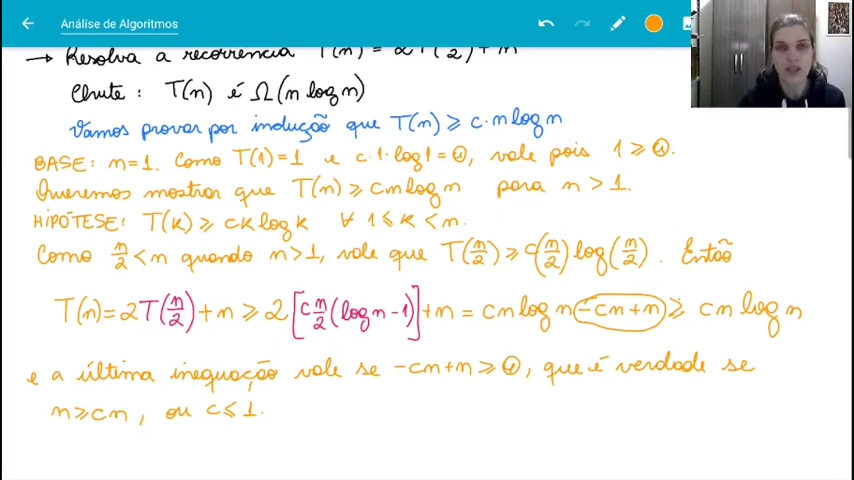 Análise de Algoritmos
→ Resolva a recorrência T(n) = 2T(n/2) + n
Chute: T(n) é Ω(n log n)
Vamos provar por indução que T(n) ⩾ c·n log n
BASE: n=1. Como T(1)=1 e c·1·log 1 = 0, vale pois 1 ⩾ 0.
Queremos mostrar que T(n) ⩾ cn log n para n > 1.
HIPÓTESE: T(k) ⩾ ck log k ∀ 1 ⩽ k < n.
Como n/2 < n quando n>1, vale que T(n/2) ⩾ c(n/2) log(n/2). Então
T(n) = 2T(n/2) + n ⩾ 2[c n/2 (log n - 1)] + n = cn log n -cn+n ⩾ cn log n
e a última inequação vale se -cn+n ⩾ 0, que é verdade se
n ⩾ cn, ou c ⩽ 1.